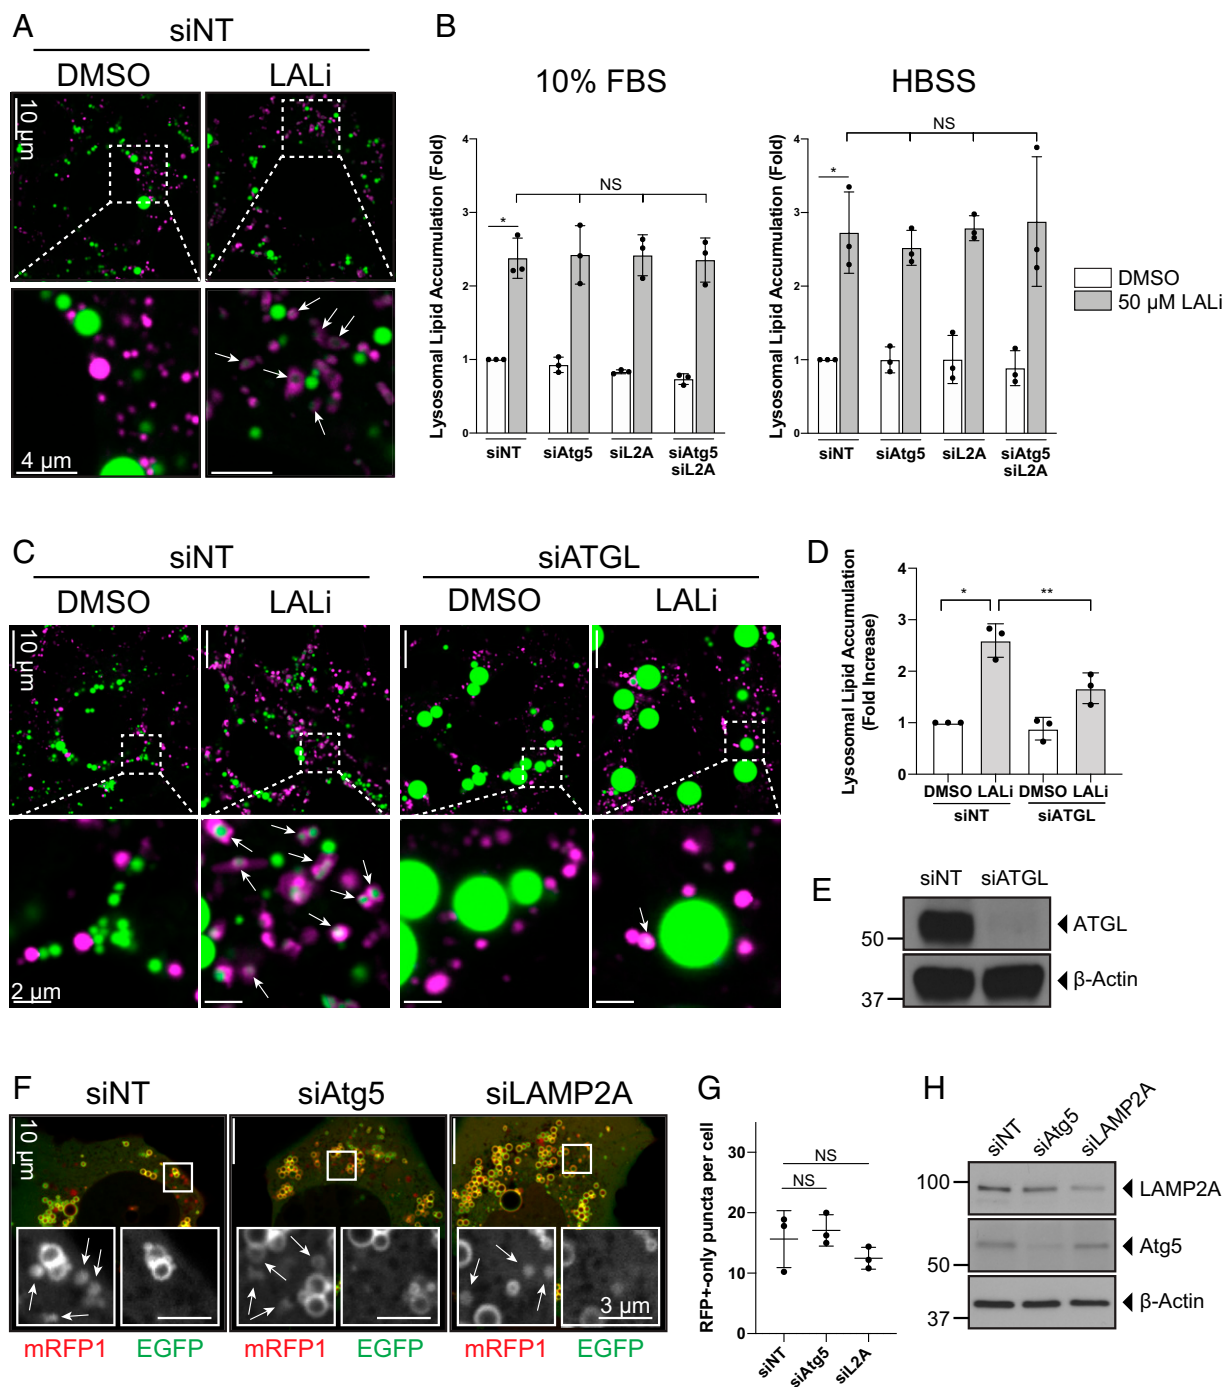 A
siNT
DMSO LALi
10 µm
4 µm
B
10% FBS HBSS
Lysosomal Lipid Accumulation (Fold)
4
3
2
1
0
*
NS
siNT siAtg5 siL2A siAtg5
siL2A
Lysosomal Lipid Accumulation (Fold)
4
3
2
1
0
*
NS
siNT siAtg5 siL2A siAtg5
siL2A
DMSO
50 µM LALi
C
siNT siATGL
DMSO LALi DMSO LALi
10 µm 10 µm
2 µm
D
Lysosomal Lipid Accumulation
(Fold Increase)
4
3
2
1
0
* **
DMSO LALi DMSO LALi
siNT siATGL
E
siNT siATGL
50 ATGL
37 β-Actin
F
siNT siAtg5 siLAMP2A
10 µm
3 µm
mRFP1 EGFP mRFP1 EGFP mRFP1 EGFP
G
RFP+-only puncta per cell
30
20
10
0
NS
NS
siNT siAtg5 siL2A
H
siNT siAtg5 siLAMP2A
100 LAMP2A
Atg5
50
β-Actin
37